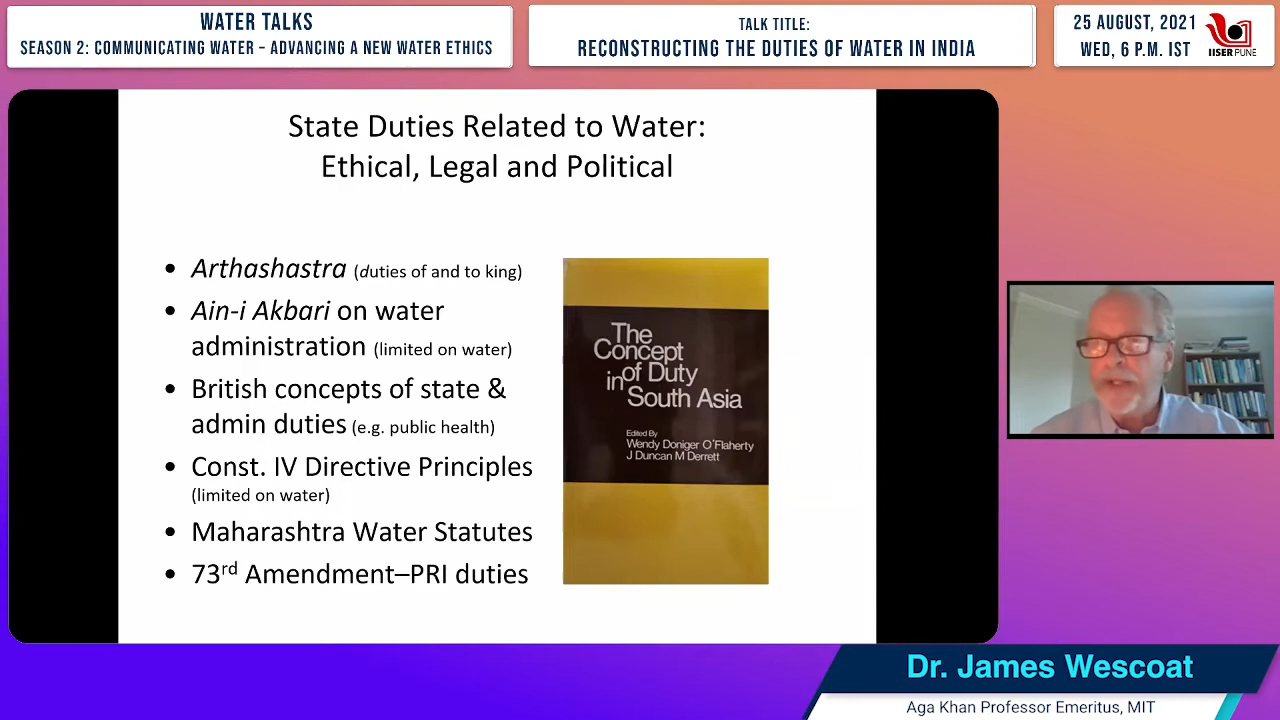 WATER TALKS
SEASON 2: COMMUNICATING WATER – ADVANCING A NEW WATER ETHICS
TALK TITLE:
RECONSTRUCTING THE DUTIES OF WATER IN INDIA
25 AUGUST, 2021
WED, 6 P.M. IST
IISER PUNE
State Duties Related to Water:
Ethical, Legal and Political
• Arthashastra (duties of and to king)
• Ain-i Akbari on water
administration (limited on water)
• British concepts of state &
admin duties (e.g. public health)
• Const. IV Directive Principles
(limited on water)
• Maharashtra Water Statutes
• 73rd Amendment–PRI duties
The
Concept
of Duty
in
South Asia
Edited By
Wendy Doniger O'Flaherty
J Duncan M Derrett
Dr. James Wescoat
Aga Khan Professor Emeritus, MIT